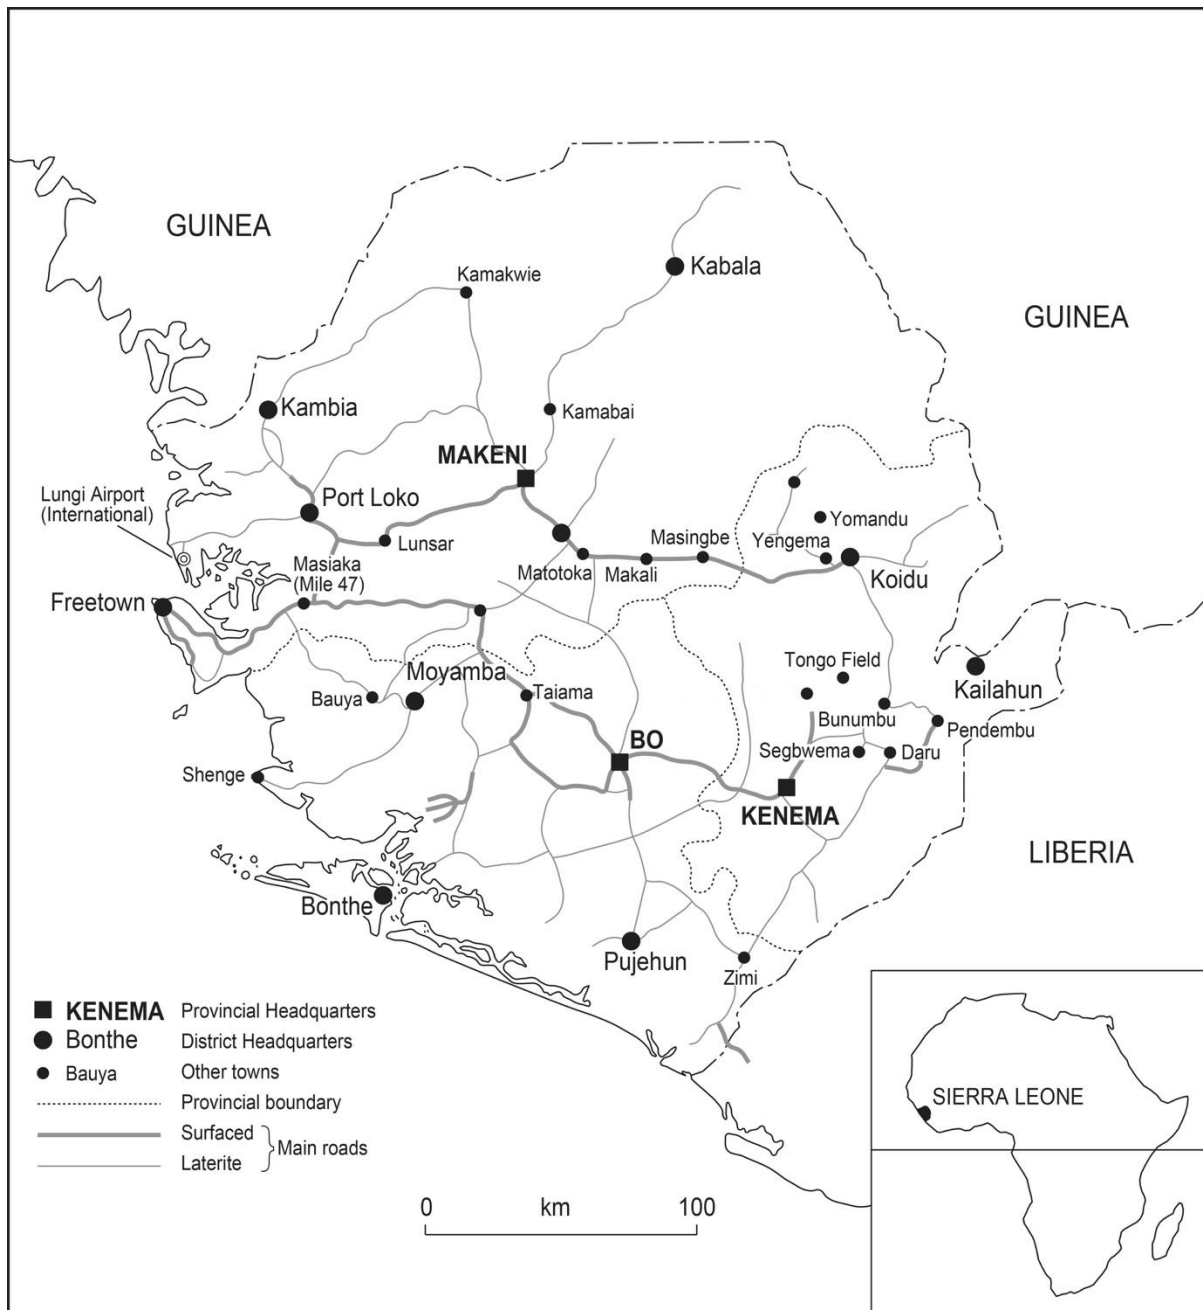 GUINEA
Kabala
Kamakwie
GUINEA
Kambia
Kamabai
MAKENI
Lungi Airport
(International)
Port Loko
Yomandu
Lunsar
Masingbe
Yengema
Masiaka
(Mile 47)
Matotoka
Makali
Koidu
Freetown
Tongo Field
Moyamba
Kailahun
Bauya
Taiama
Bunumbu
Pendembu
BO
Segbwema
Daru
Shenge
KENEMA
LIBERIA
Bonthe
Pujehun
Zimi
KENEMA Provincial Headquarters
Bonthe District Headquarters
Bauya Other towns
Provincial boundary
Surfaced
Main roads
Laterite
0 km 100
SIERRA LEONE